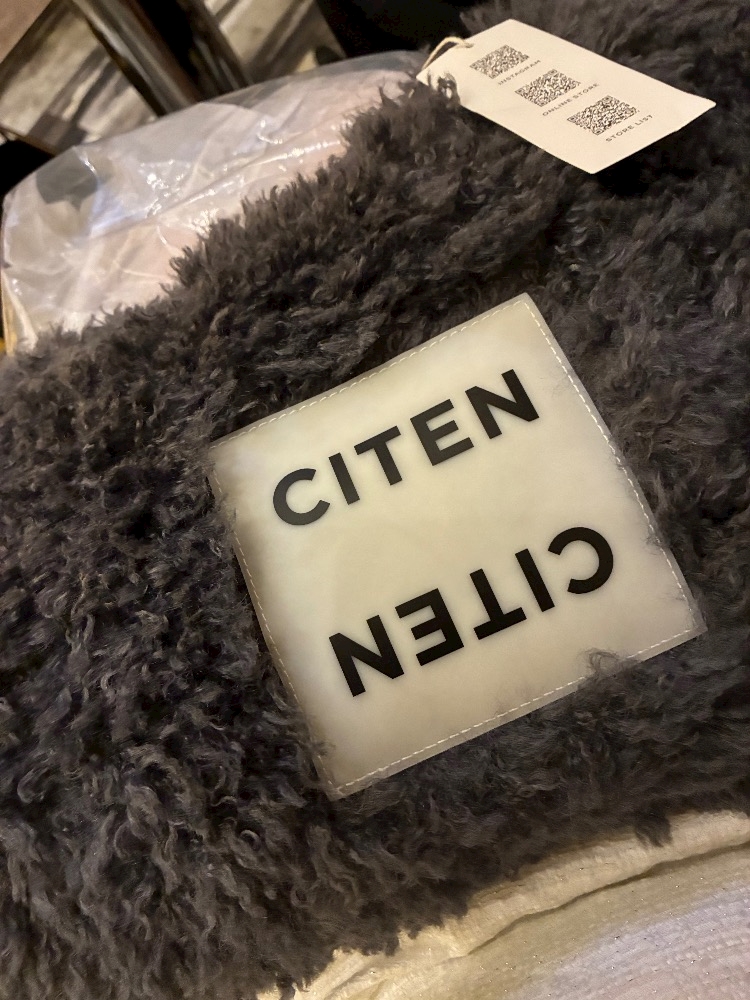 INSTAGRAM
ONLINE STORE
STORE LIST
CITEN
CITEN